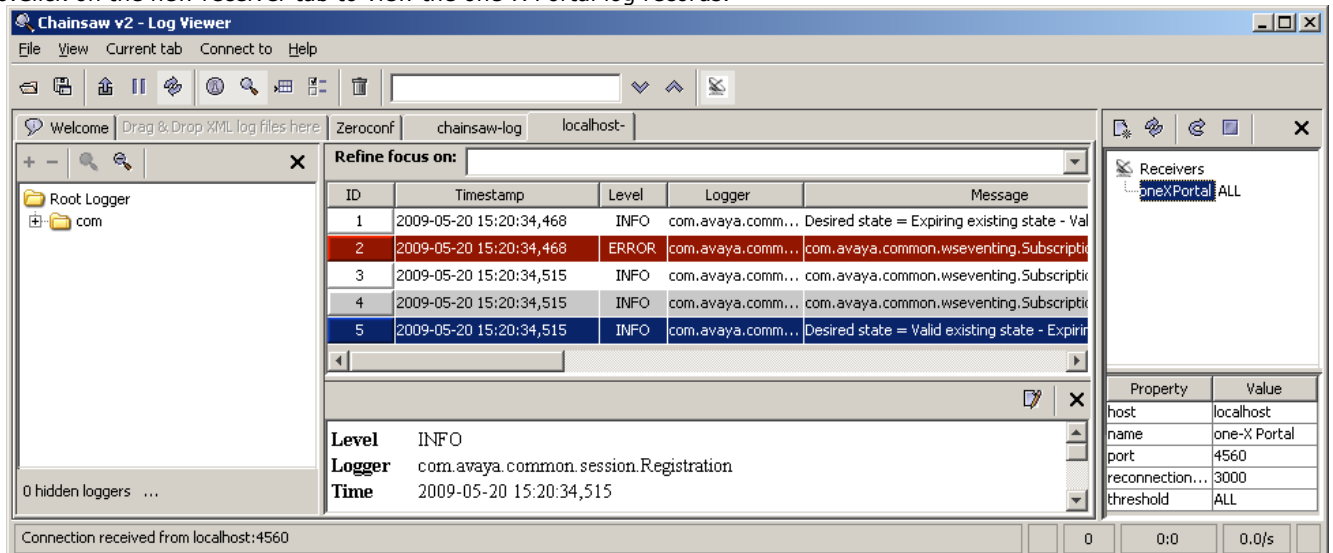 Chainsaw v2 - Log Viewer
File View Current tab Connect to Help
Welcome Drag & Drop XML log files here Zeroconf chainsaw-log localhost-
Refine focus on:
Root Logger
com
0 hidden loggers ...
ID Timestamp Level Logger Message
1 2009-05-20 15:20:34,468 INFO com.avaya.comm... Desired state = Expiring existing state - Val
2 2009-05-20 15:20:34,468 ERROR com.avaya.comm... com.avaya.common.wseventing.Subscriptio
3 2009-05-20 15:20:34,515 INFO com.avaya.comm... com.avaya.common.wseventing.Subscriptio
4 2009-05-20 15:20:34,515 INFO com.avaya.comm... com.avaya.common.wseventing.Subscriptio
5 2009-05-20 15:20:34,515 INFO com.avaya.comm... Desired state = Valid existing state - Expirin
Level INFO
Logger com.avaya.common.session.Registration
Time 2009-05-20 15:20:34,515
Receivers
oneXPortal ALL
Property Value
host localhost
name one-X Portal
port 4560
reconnection... 3000
threshold ALL
Connection received from localhost:4560
0 0:0 0.0/s